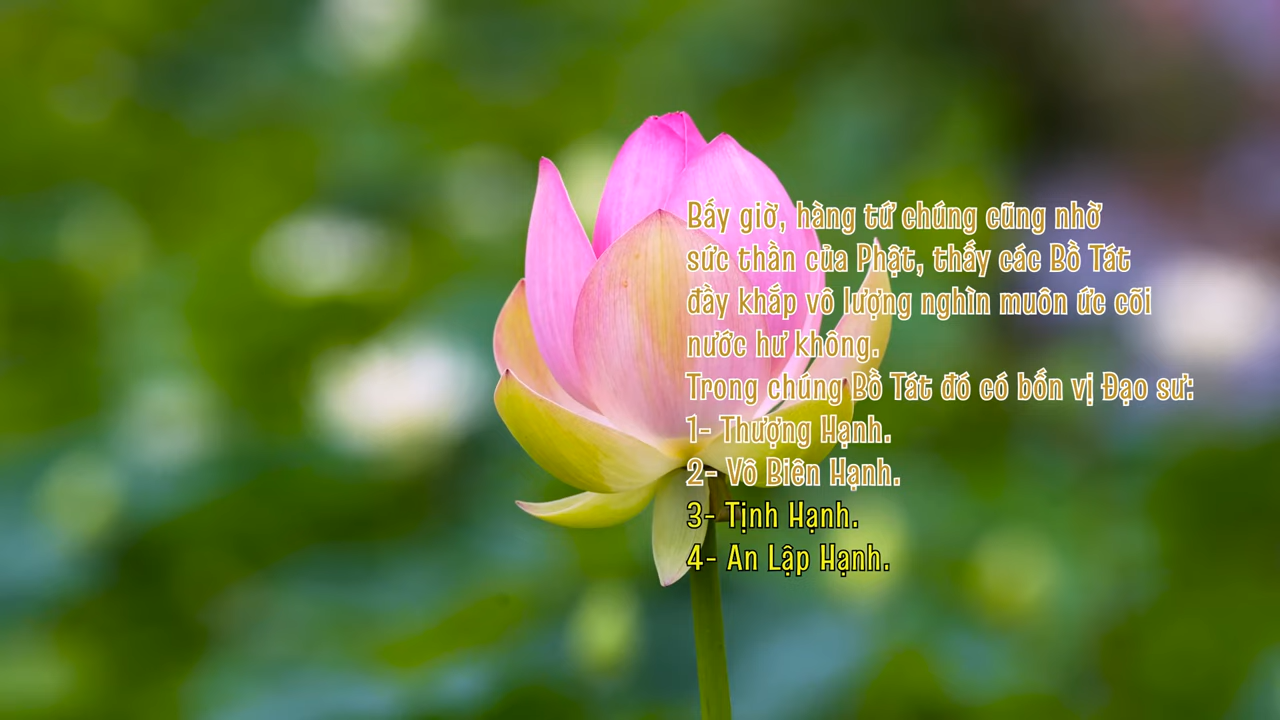 Bấy giờ, hàng tứ chúng cũng nhờ
sức thần của Phật, thấy các Bồ Tát
đầy khắp vô lượng nghìn muôn ức cõi
nước hư không.
Trong chúng Bồ Tát đó có bốn vị Đạo sư:
1- Thượng Hạnh.
2- Vô Biên Hạnh.
3- Tịnh Hạnh.
4- An Lập Hạnh.